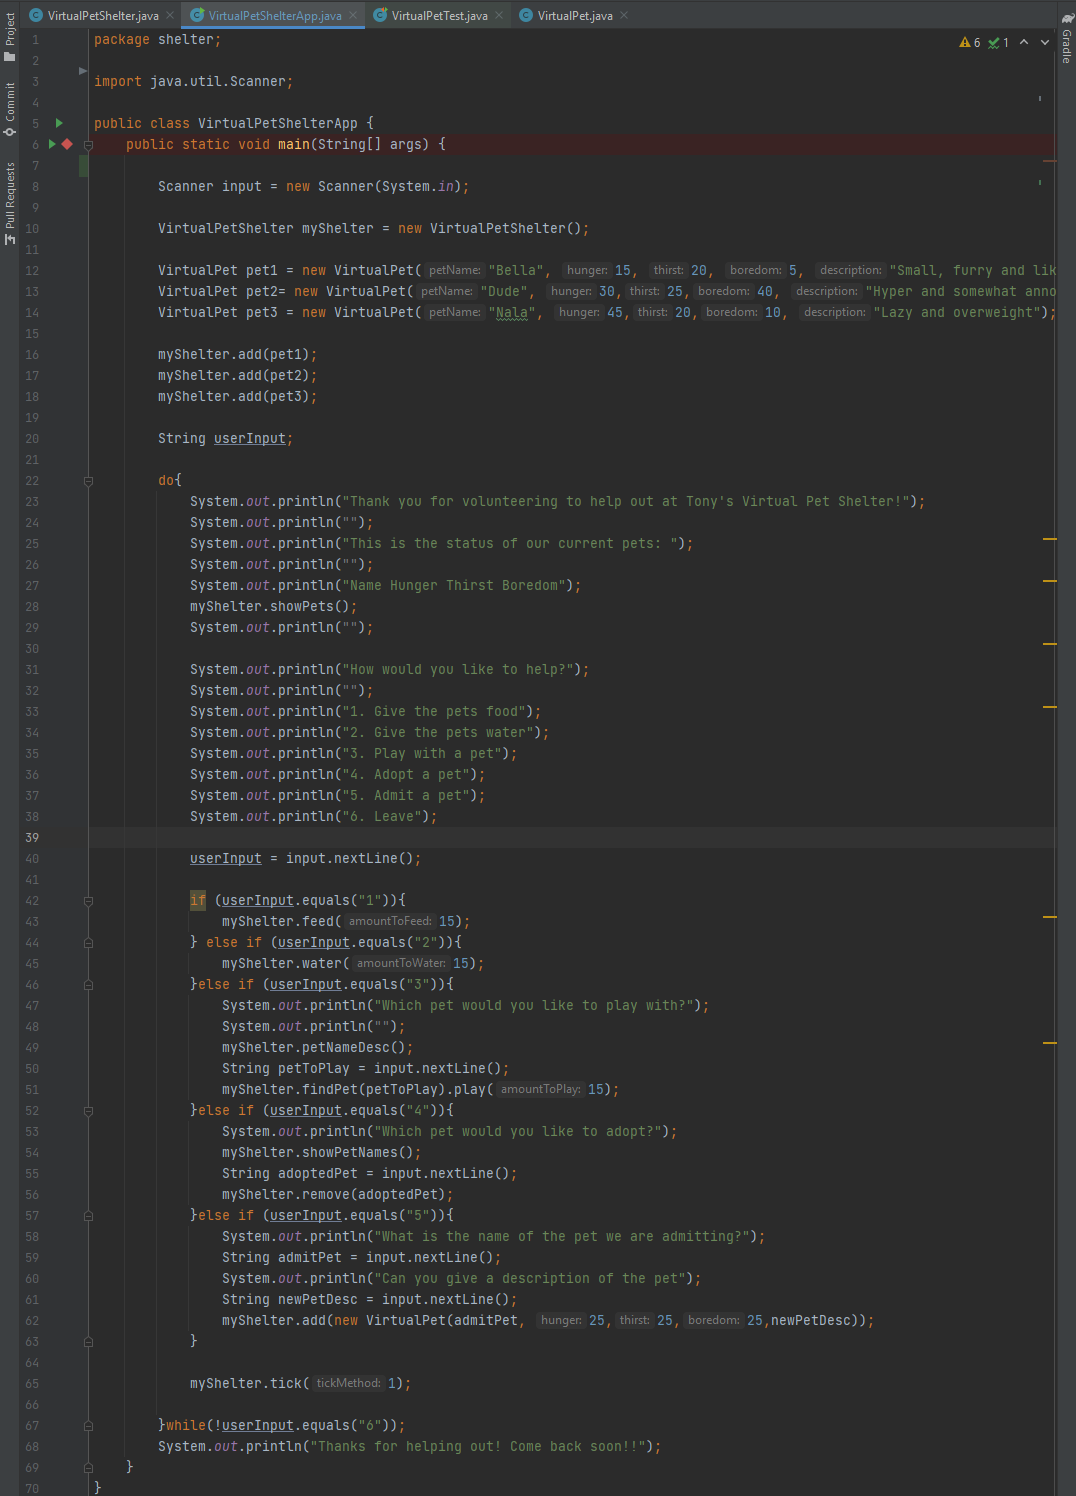 VirtualPetShelter.java VirtualPetShelterApp.java VirtualPetTest.java VirtualPet.java
Project
Commit
Pull Requests
Gradle
6 1
1 package shelter;
2
3 import java.util.Scanner;
4
5 public class VirtualPetShelterApp {
6 public static void main(String[] args) {
7
8 Scanner input = new Scanner(System.in);
9
10 VirtualPetShelter myShelter = new VirtualPetShelter();
11
12 VirtualPet pet1 = new VirtualPet( petName: "Bella", hunger: 15, thirst: 20, boredom: 5, description: "Small, furry and lik
13 VirtualPet pet2= new VirtualPet( petName: "Dude", hunger: 30, thirst: 25, boredom: 40, description: "Hyper and somewhat anno
14 VirtualPet pet3 = new VirtualPet( petName: "Nala", hunger: 45, thirst: 20, boredom: 10, description: "Lazy and overweight");
15
16 myShelter.add(pet1);
17 myShelter.add(pet2);
18 myShelter.add(pet3);
19
20 String userInput;
21
22 do{
23 System.out.println("Thank you for volunteering to help out at Tony's Virtual Pet Shelter!");
24 System.out.println("");
25 System.out.println("This is the status of our current pets: ");
26 System.out.println("");
27 System.out.println("Name Hunger Thirst Boredom");
28 myShelter.showPets();
29 System.out.println("");
30
31 System.out.println("How would you like to help?");
32 System.out.println("");
33 System.out.println("1. Give the pets food");
34 System.out.println("2. Give the pets water");
35 System.out.println("3. Play with a pet");
36 System.out.println("4. Adopt a pet");
37 System.out.println("5. Admit a pet");
38 System.out.println("6. Leave");
39
40 userInput = input.nextLine();
41
42 if (userInput.equals("1")){
43 myShelter.feed( amountToFeed: 15);
44 } else if (userInput.equals("2")){
45 myShelter.water( amountToWater: 15);
46 }else if (userInput.equals("3")){
47 System.out.println("Which pet would you like to play with?");
48 System.out.println("");
49 myShelter.petNameDesc();
50 String petToPlay = input.nextLine();
51 myShelter.findPet(petToPlay).play( amountToPlay: 15);
52 }else if (userInput.equals("4")){
53 System.out.println("Which pet would you like to adopt?");
54 myShelter.showPetNames();
55 String adoptedPet = input.nextLine();
56 myShelter.remove(adoptedPet);
57 }else if (userInput.equals("5")){
58 System.out.println("What is the name of the pet we are admitting?");
59 String admitPet = input.nextLine();
60 System.out.println("Can you give a description of the pet");
61 String newPetDesc = input.nextLine();
62 myShelter.add(new VirtualPet(admitPet, hunger: 25, thirst: 25, boredom: 25,newPetDesc));
63 }
64
65 myShelter.tick( tickMethod: 1);
66
67 }while(!userInput.equals("6"));
68 System.out.println("Thanks for helping out! Come back soon!!");
69 }
70 }